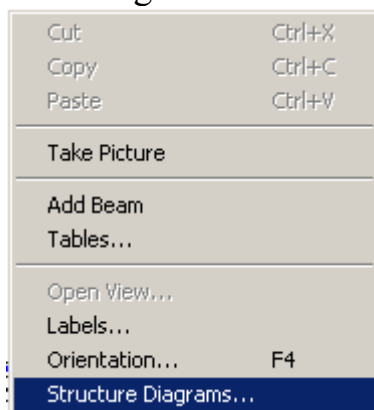 Cut Ctrl+X
Copy Ctrl+C
Paste Ctrl+V
Take Picture
Add Beam
Tables...
Open View...
Labels...
Orientation... F4
Structure Diagrams...